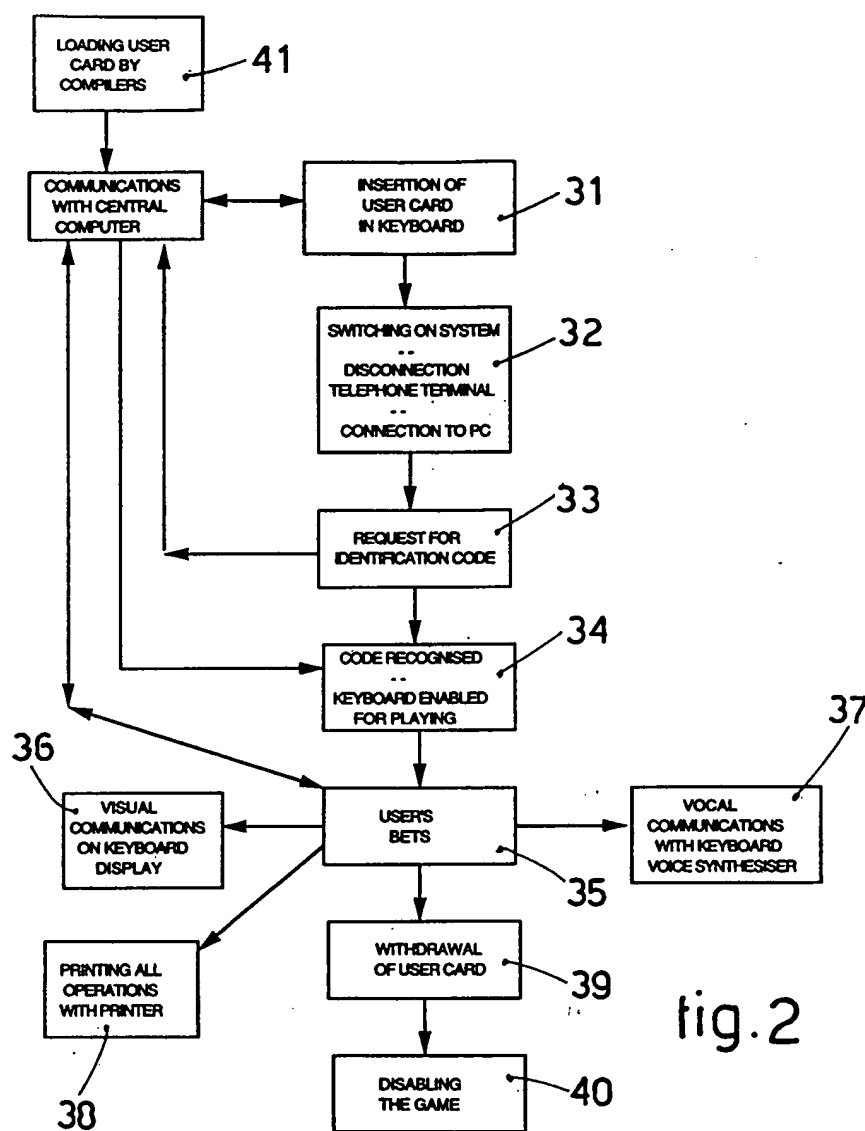 LOADING USER
CARD BY
COMPILERS
41
COMMUNICATIONS
WITH CENTRAL
COMPUTER
INSERTION OF
USER CARD
IN KEYBOARD
31
SWITCHING ON SYSTEM
--
DISCONNECTION
TELEPHONE TERMINAL
--
CONNECTION TO PC
32
REQUEST FOR
IDENTIFICATION CODE
33
CODE RECOGNISED
--
KEYBOARD ENABLED
FOR PLAYING
34
36
VISUAL
COMMUNICATIONS
ON KEYBOARD
DISPLAY
USER'S
BETS
35
37
VOCAL
COMMUNICATIONS
WITH KEYBOARD
VOICE SYNTHESISER
PRINTING ALL
OPERATIONS
WITH PRINTER
38
WITHDRAWAL
OF USER CARD
39
DISABLING
THE GAME
40
fig.2